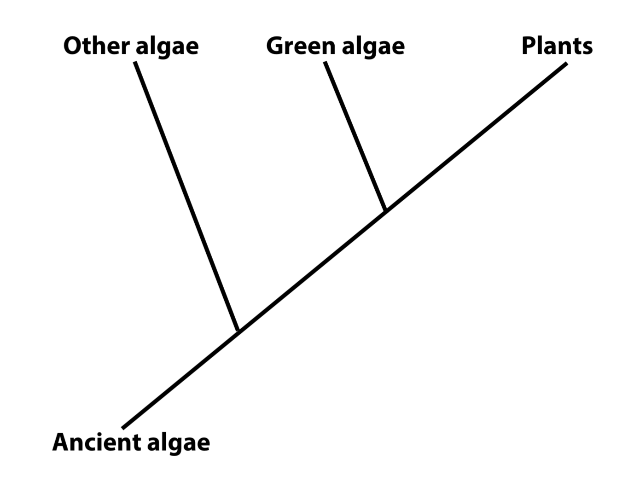 Other algae
Green algae
Plants
Ancient algae